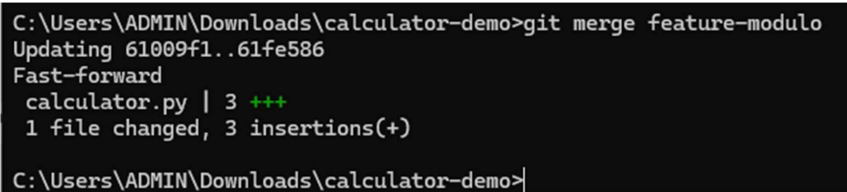 C:\Users\ADMIN\Downloads\calculator-demo>git merge feature-modulo
Updating 61009f1..61fe586
Fast-forward
 calculator.py | 3 +++
 1 file changed, 3 insertions(+)

C:\Users\ADMIN\Downloads\calculator-demo>